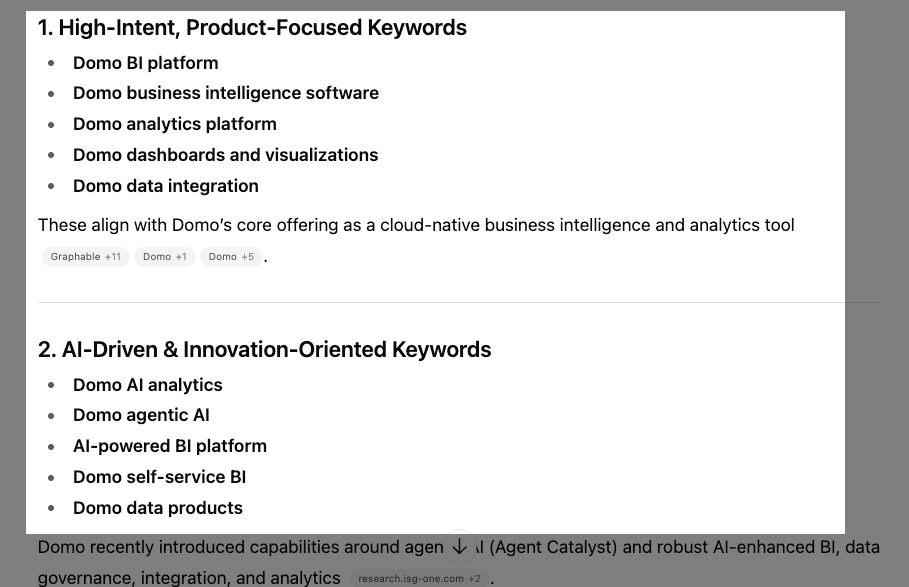 1. High-Intent, Product-Focused Keywords
Domo BI platform
Domo business intelligence software
Domo analytics platform
Domo dashboards and visualizations
Domo data integration
These align with Domo’s core offering as a cloud-native business intelligence and analytics tool
Graphable +11 Domo +1 Domo +5 .
2. AI-Driven & Innovation-Oriented Keywords
Domo AI analytics
Domo agentic AI
AI-powered BI platform
Domo self-service BI
Domo data products
Domo recently introduced capabilities around (Agent Catalyst) and robust AI-enhanced BI, data
governance, integration, and analytics research.isg-one.com +2 .